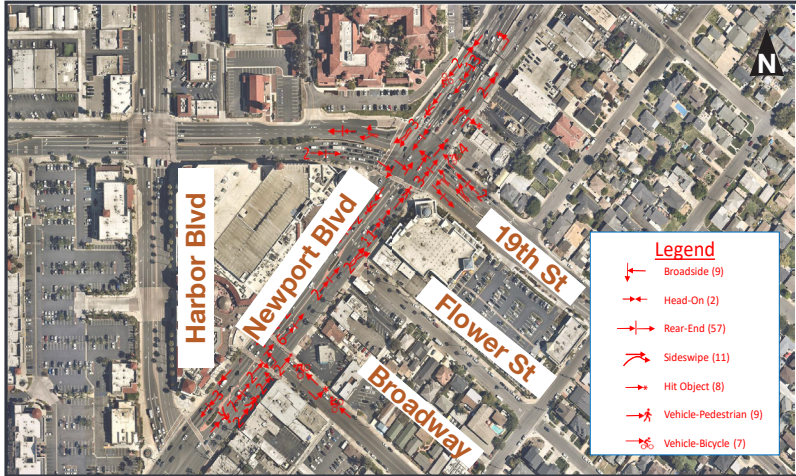 N
Harbor Blvd
Newport Blvd
19th St
Flower St
Broadway
Legend
Broadside (9)
Head-On (2)
Rear-End (57)
Sideswipe (11)
Hit Object (8)
Vehicle-Pedestrian (9)
Vehicle-Bicycle (7)